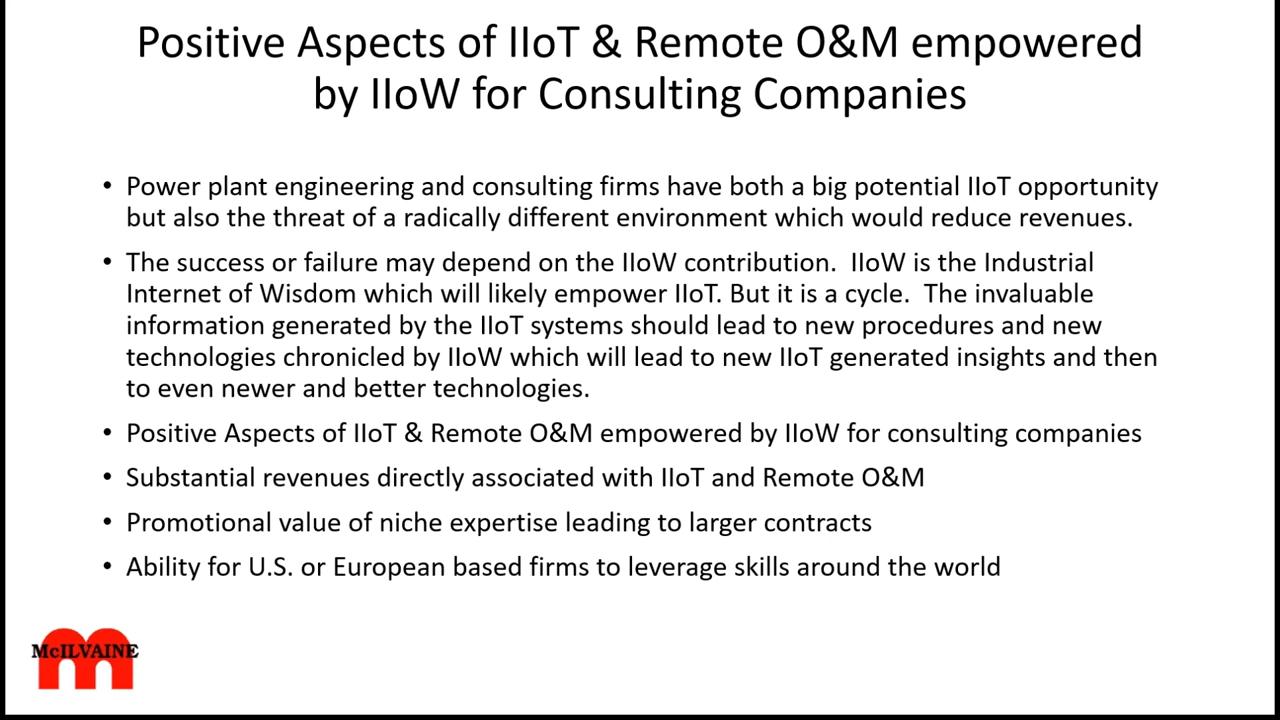 Positive Aspects of IIoT & Remote O&M empowered
by IIoW for Consulting Companies
• Power plant engineering and consulting firms have both a big potential IIoT opportunity
but also the threat of a radically different environment which would reduce revenues.
• The success or failure may depend on the IIoW contribution.  IIoW is the Industrial
Internet of Wisdom which will likely empower IIoT. But it is a cycle.  The invaluable
information generated by the IIoT systems should lead to new procedures and new
technologies chronicled by IIoW which will lead to new IIoT generated insights and then
to even newer and better technologies.
• Positive Aspects of IIoT & Remote O&M empowered by IIoW for consulting companies
• Substantial revenues directly associated with IIoT and Remote O&M
• Promotional value of niche expertise leading to larger contracts
• Ability for U.S. or European based firms to leverage skills around the world
McILVAINE